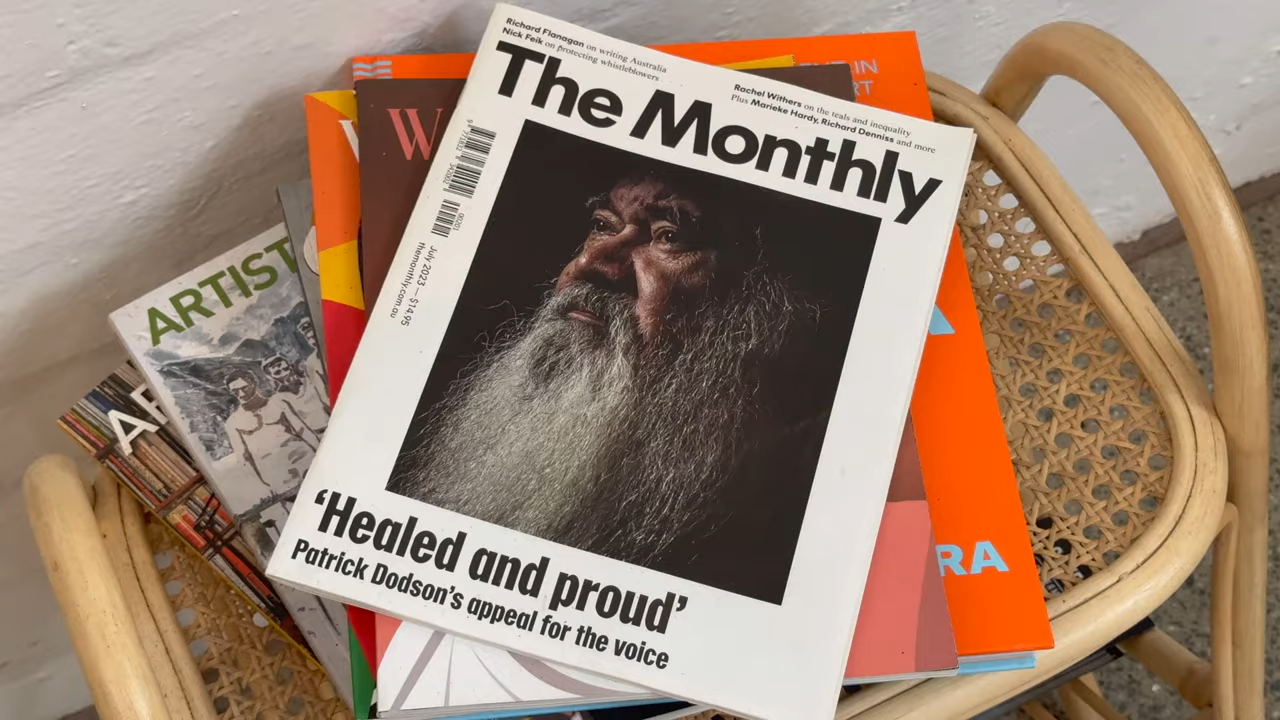 Richard Flanagan on writing Australia
Nick Feik on protecting whistleblowers
Rachel Withers on the teals and inequality
Plus Marieke Hardy, Richard Denniss and more
The Monthly
July 2023 — $14.95
themonthly.com.au
‘Healed and proud’
Patrick Dodson’s appeal for the voice
ARTIST
W
RA